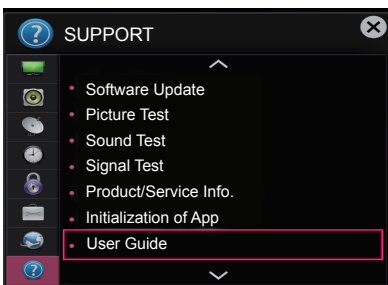 SUPPORT
Software Update
Picture Test
Sound Test
Signal Test
Product/Service Info.
Initialization of App
User Guide